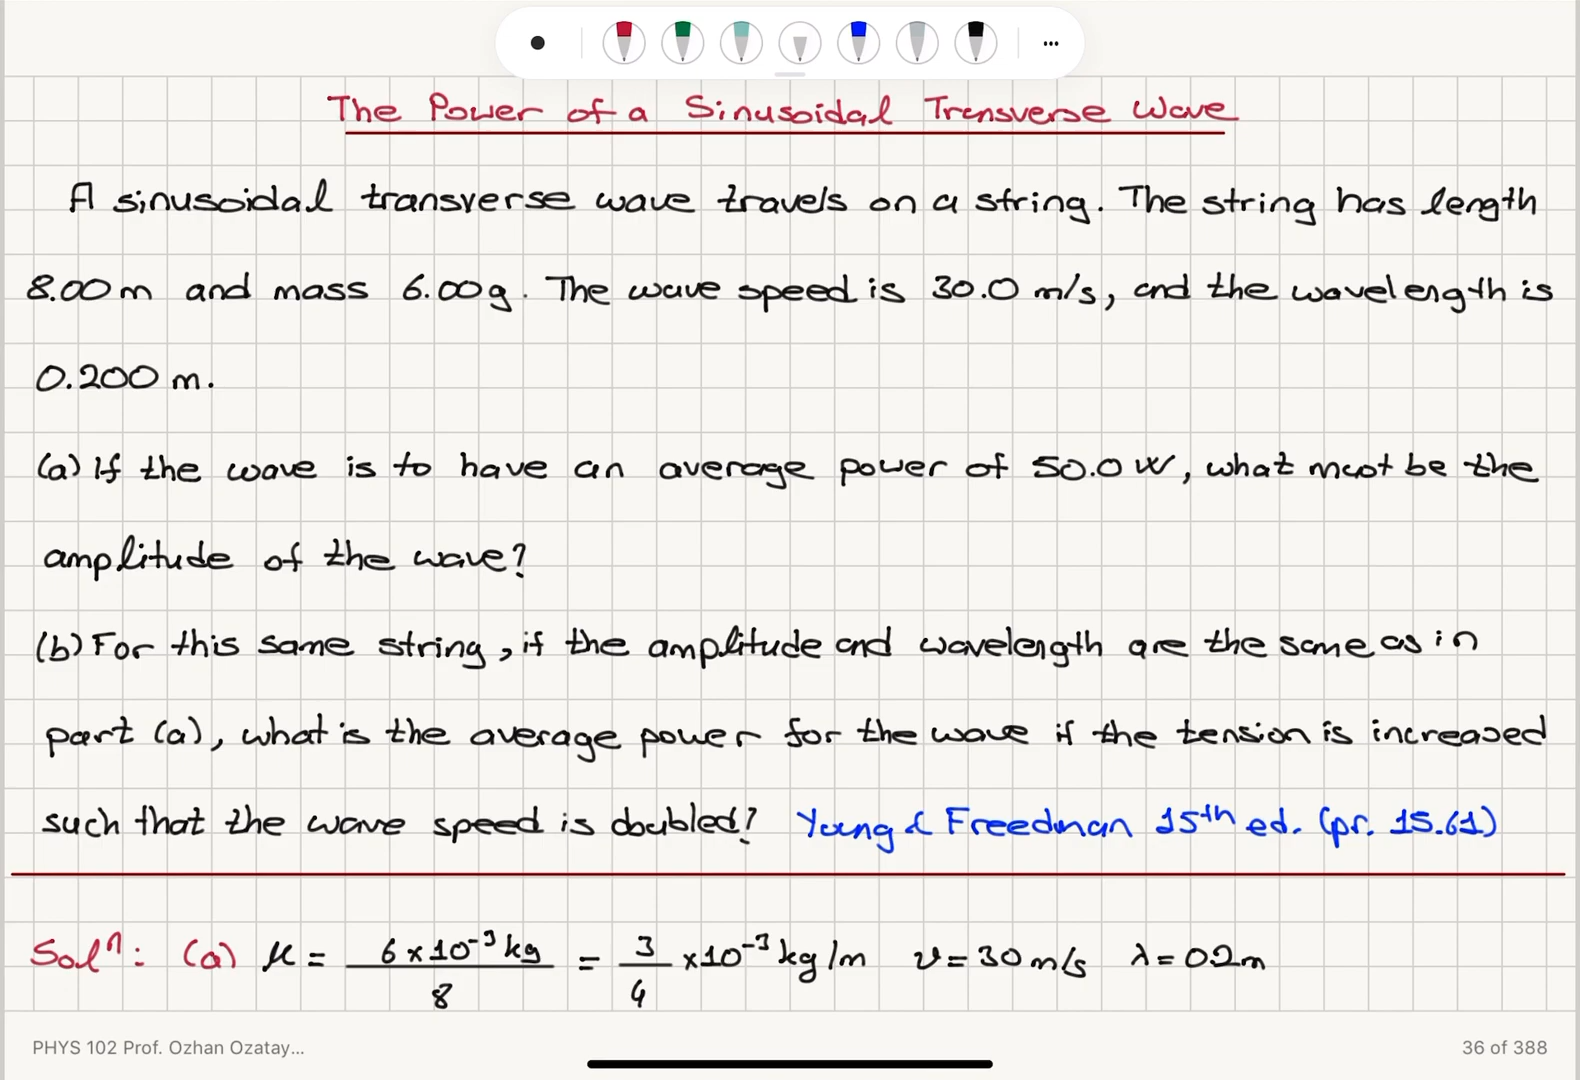 The Power of a Sinusoidal Transverse Wave
A sinusoidal transverse wave travels on a string. The string has length
8.00 m and mass 6.00 g. The wave speed is 30.0 m/s, and the wavelength is
0.200 m.
(a) If the wave is to have an average power of 50.0 W, what must be the
amplitude of the wave?
(b) For this same string, if the amplitude and wavelength are the same as in
part (a), what is the average power for the wave if the tension is increased
such that the wave speed is doubled? Young & Freedman 15th ed. (pr. 15.61)
Solⁿ: (a) μ = 6 x 10⁻³ kg / 8 = 3/4 x 10⁻³ kg/m v = 30 m/s λ = 0.2 m
PHYS 102 Prof. Ozhan Ozatay...
36 of 388